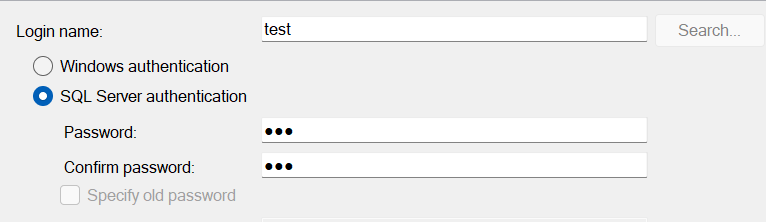 Login name:
test
Search...
Windows authentication
SQL Server authentication
Password:
●●●
Confirm password:
●●●
Specify old password